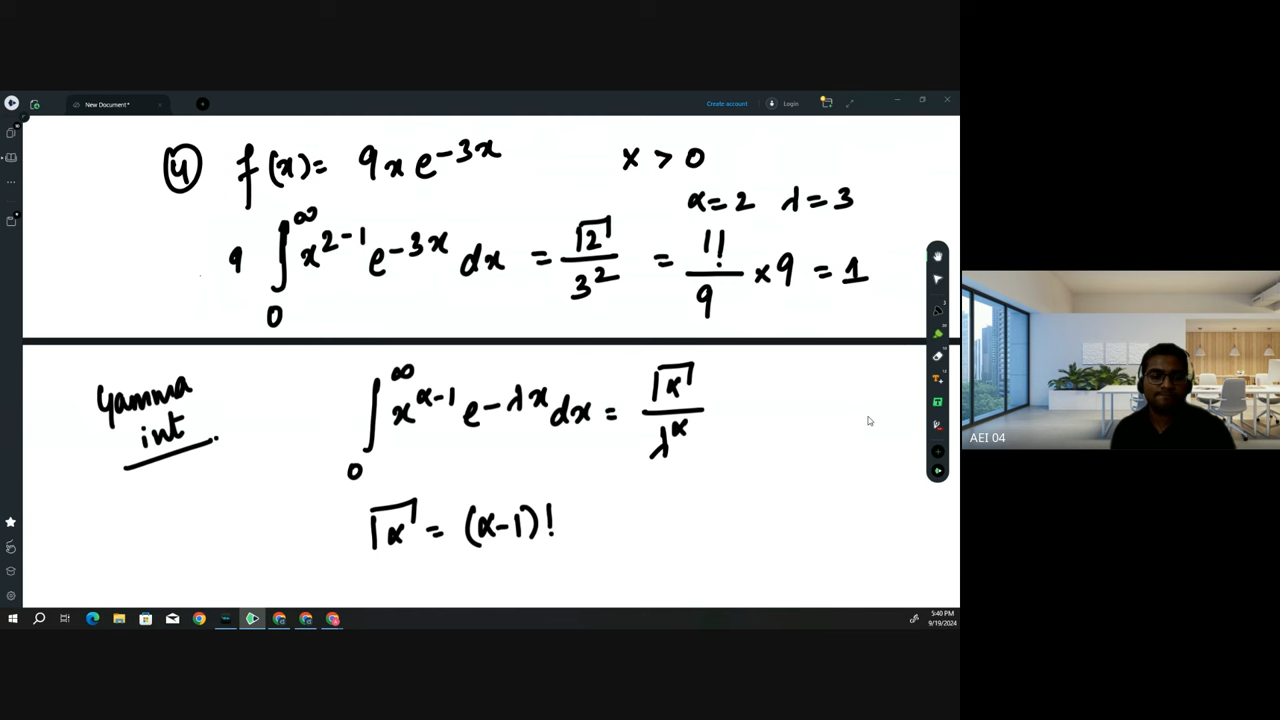 New Document*
Create account
Login
4 f(x) = 9x e^-3x x > 0
α = 2 λ = 3
9 ∫0^∞ x^2-1 e^-3x dx = Γ2 / 3^2 = 1! / 9 × 9 = 1
Gamma int.
∫0^∞ x^α-1 e-λx dx = Γα / λ^α
Γα = (α-1)!
AEI 04
5:40 PM
9/19/2024